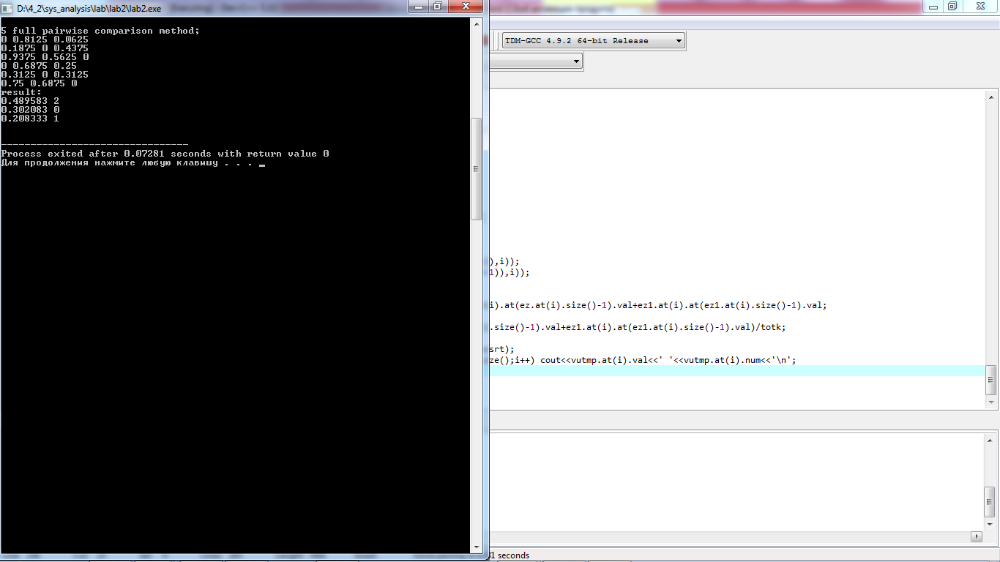 D:\4_2\sys_analysis\lab\lab2\lab2.exe
5 full pairwise comparison method;
0 0.8125 0.0625
0.1875 0 0.4375
0.9375 0.5625 0
0 0.6875 0.25
0.3125 0 0.3125
0.75 0.6875 0
result:
0.489583 2
0.302083 0
0.208333 1
--------------------------------
Process exited after 0.07281 seconds with return value 0
Для продолжения нажмите любую клавишу . . .
TDM-GCC 4.9.2 64-bit Release
),i));
1)),i));
i).at(ez.at(i).size()-1).val+ez1.at(i).at(ez1.at(i).size()-1).val;
.size()-1).val+ez1.at(i).at(ez1.at(i).size()-1).val)/totk;
srt);
ze();i++) cout<<vutmp.at(i).val<<' '<<vutmp.at(i).num<<'\n';
81 seconds